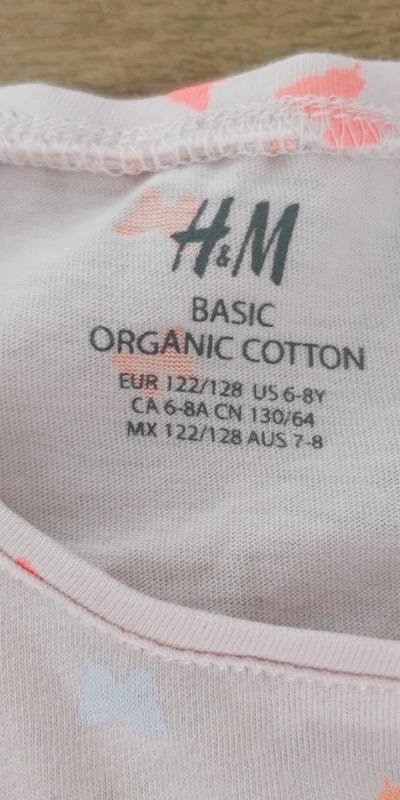 H&M
BASIC
ORGANIC COTTON
EUR 122/128 US 6-8Y
CA 6-8A CN 130/64
MX 122/128 AUS 7-8